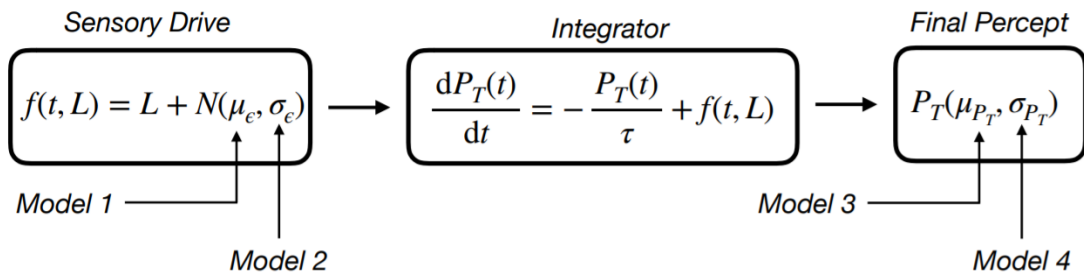 Sensory Drive
Integrator
Final Percept
f(t, L) = L + N(μ_ϵ, σ_ϵ)
dP_T(t)/dt = − P_T(t)/τ + f(t, L)
P_T(μ_{P_T}, σ_{P_T})
Model 1
Model 3
Model 2
Model 4